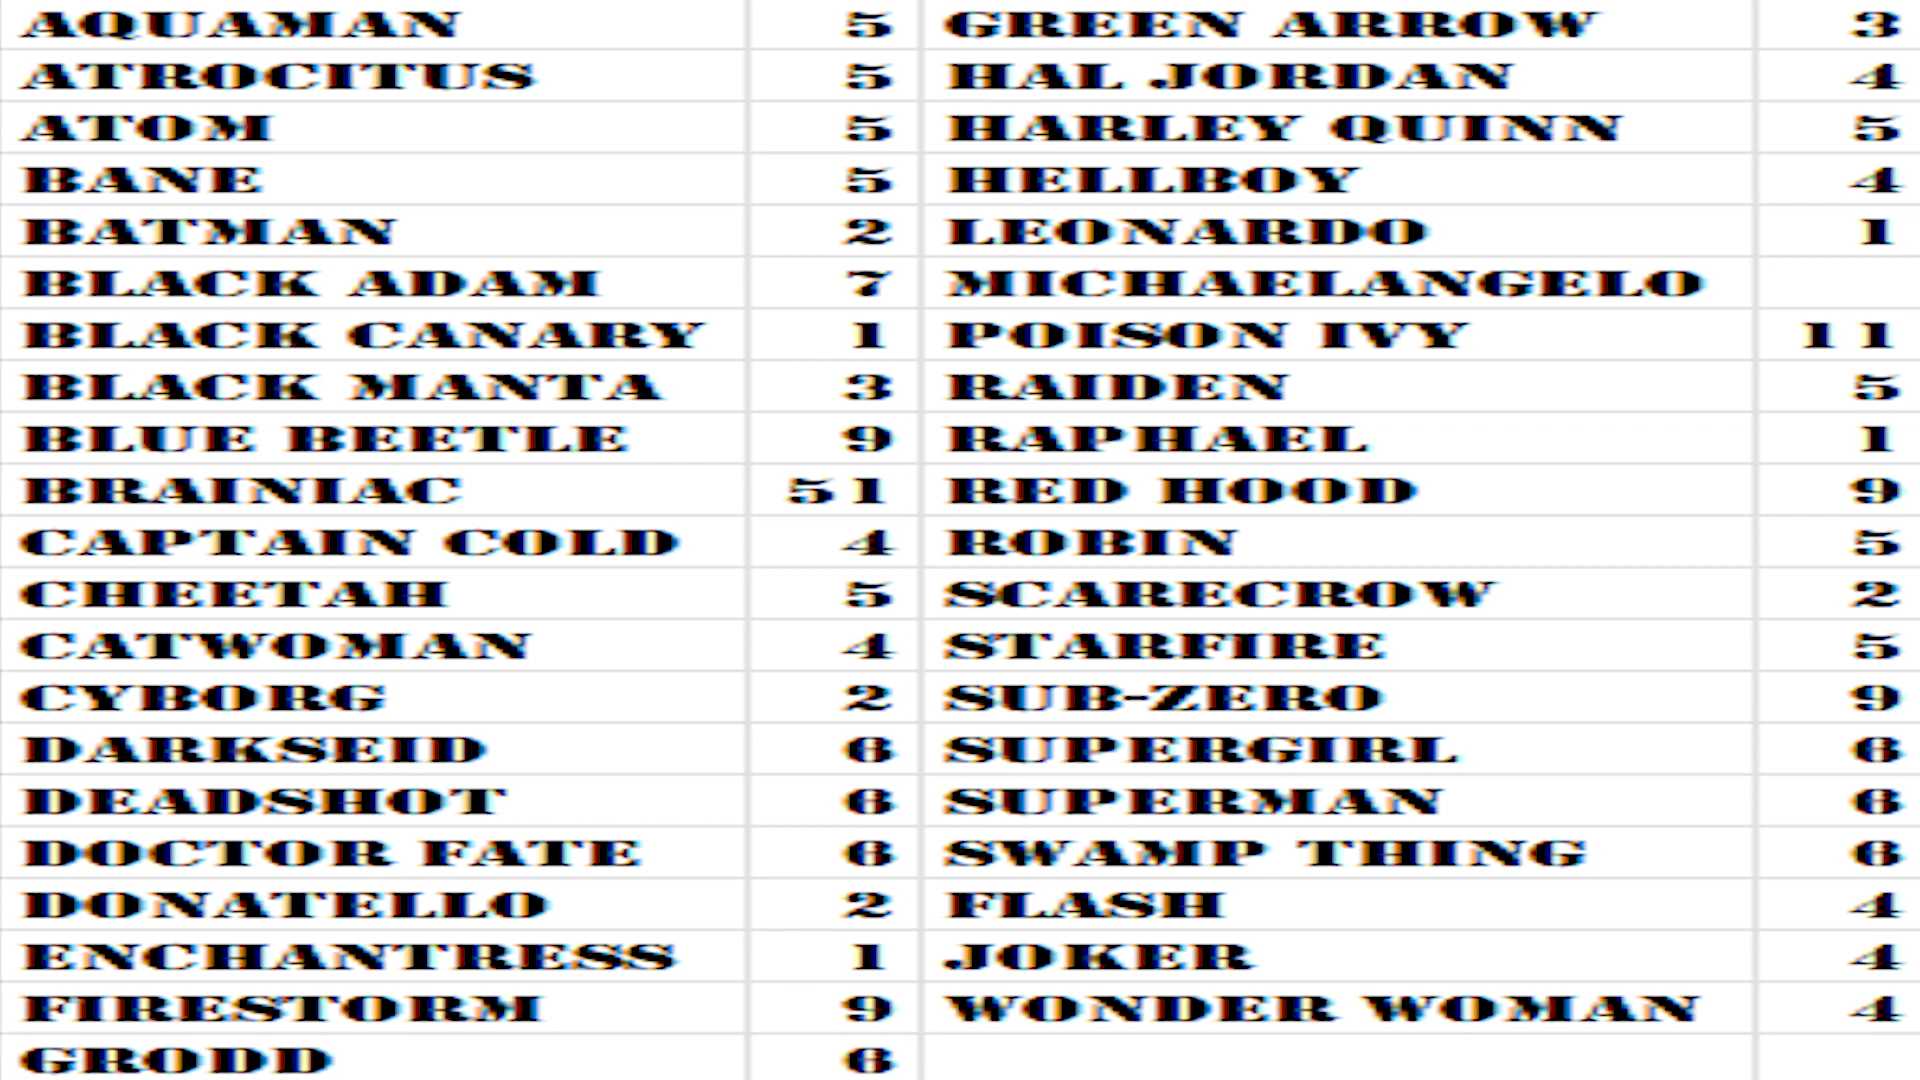 AQUAMAN 5 GREEN ARROW 3
ATROCITUS 5 HAL JORDAN 4
ATOM 5 HARLEY QUINN 5
BANE 5 HELLBOY 4
BATMAN 2 LEONARDO 1
BLACK ADAM 7 MICHAELANGELO
BLACK CANARY 1 POISON IVY 11
BLACK MANTA 3 RAIDEN 5
BLUE BEETLE 9 RAPHAEL 1
BRAINIAC 51 RED HOOD 9
CAPTAIN COLD 4 ROBIN 5
CHEETAH 5 SCARECROW 2
CATWOMAN 4 STARFIRE 5
CYBORG 2 SUB-ZERO 9
DARKSEID 6 SUPERGIRL 6
DEADSHOT 6 SUPERMAN 6
DOCTOR FATE 6 SWAMP THING 6
DONATELLO 2 FLASH 4
ENCHANTRESS 1 JOKER 4
FIRESTORM 9 WONDER WOMAN 4
GRODD 6